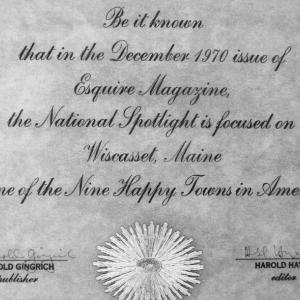 Be it known
that in the December 1970 issue of
Esquire Magazine,
the National Spotlight is focused on
Wiscasset, Maine
ne of the Nine Happy Towns in Ame
OLD GINGRICH
publisher
HAROLD HA
editor